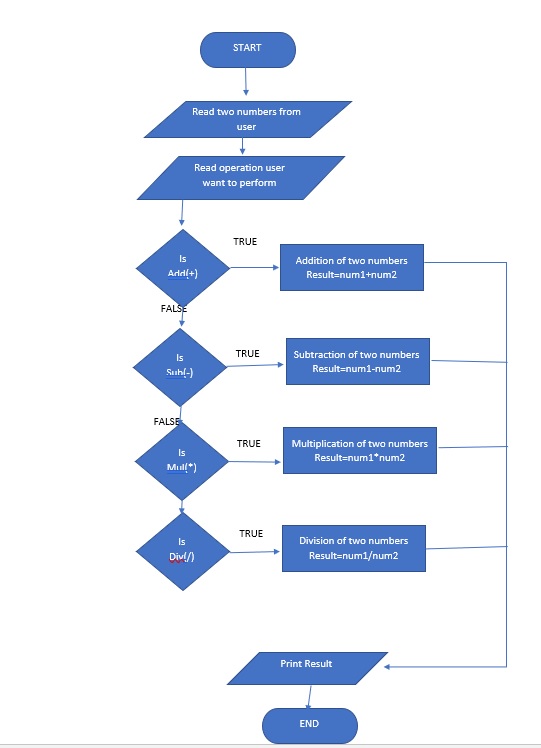 START
Read two numbers from
user
Read operation user
want to perform
Is
Add(+)
TRUE
Addition of two numbers
Result=num1+num2
FALSE
Is
Sub(-)
TRUE
Subtraction of two numbers
Result=num1-num2
FALSE
Is
Mul(*)
TRUE
Multiplication of two numbers
Result=num1*num2
Is
Div(/)
TRUE
Division of two numbers
Result=num1/num2
Print Result
END